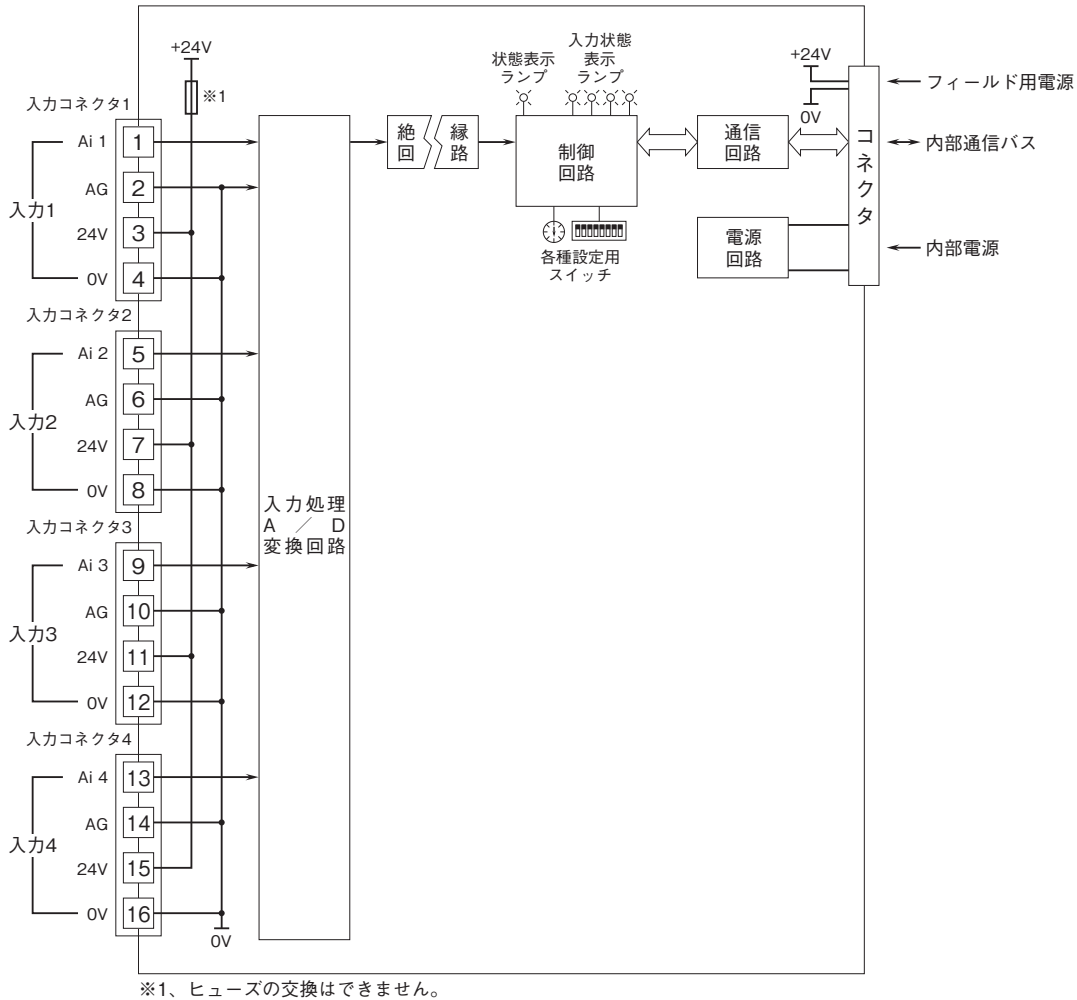 +24V
※1
入力コネクタ1
Ai 1
1
AG
2
24V
3
0V
4
入力1
入力コネクタ2
Ai 2
5
AG
6
24V
7
0V
8
入力2
入力コネクタ3
Ai 3
9
AG
10
24V
11
0V
12
入力3
入力コネクタ4
Ai 4
13
AG
14
24V
15
0V
16
入力4
0V
入力処理
A ／ D
変換回路
絶 縁
回 路
状態表示
ランプ
入力状態
表示
ランプ
制御
回路
各種設定用
スイッチ
通信
回路
電源
回路
+24V
0V
コネクタ
フィールド用電源
内部通信バス
内部電源
※1、ヒューズの交換はできません。